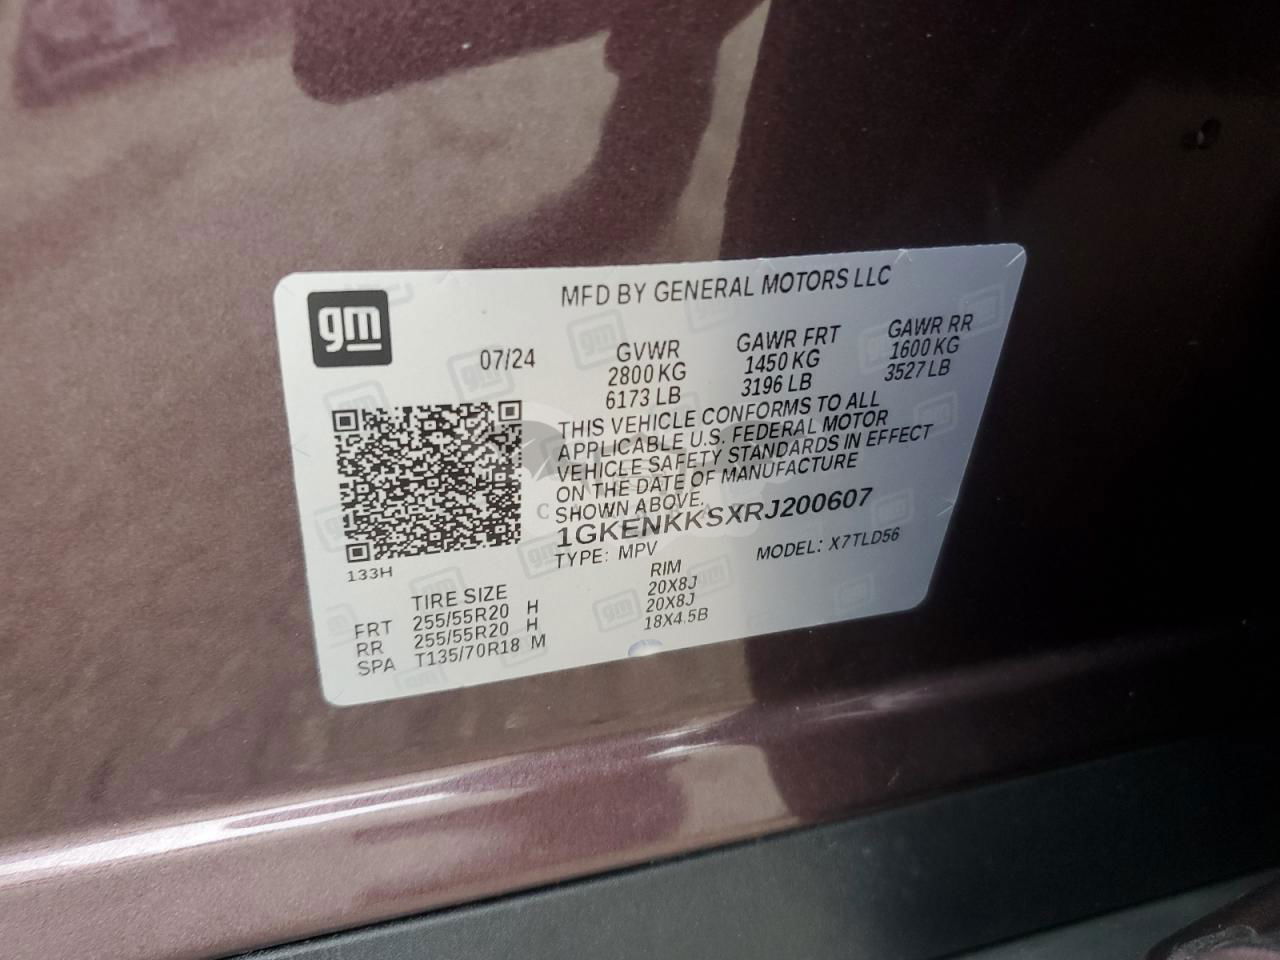 gm
MFD BY GENERAL MOTORS LLC
07/24
GVWR GAWR FRT GAWR RR
2800 KG 1450 KG 1600 KG
6173 LB 3196 LB 3527 LB
THIS VEHICLE CONFORMS TO ALL
APPLICABLE U.S. FEDERAL MOTOR
VEHICLE SAFETY STANDARDS IN EFFECT
ON THE DATE OF MANUFACTURE
SHOWN ABOVE.
1GKENKKSXRJ200607
TYPE: MPV MODEL: X7TLD56
133H
TIRE SIZE RIM
FRT 255/55R20 H 20X8J
RR 255/55R20 H 20X8J
SPA T135/70R18 M 18X4.5B